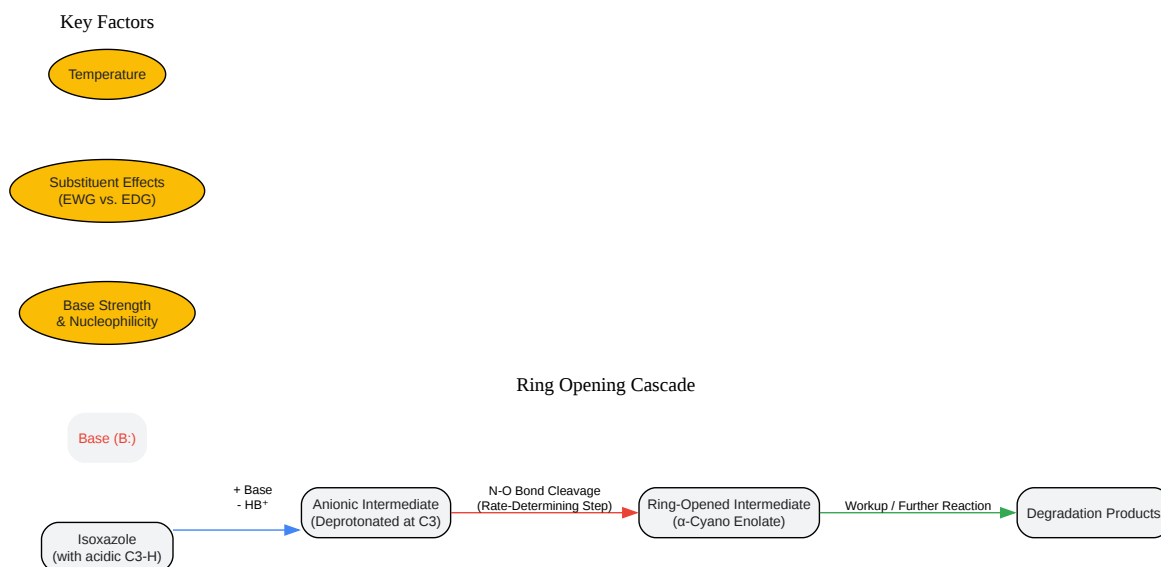 Key Factors
Temperature
Substituent Effects
(EWG vs. EDG)
Base Strength
& Nucleophilicity
Ring Opening Cascade
Base (B:)
+ Base
- HB⁺
Isoxazole
(with acidic C3-H)
Anionic Intermediate
(Deprotonated at C3)
N-O Bond Cleavage
(Rate-Determining Step)
Ring-Opened Intermediate
(α-Cyano Enolate)
Workup / Further Reaction
Degradation Products